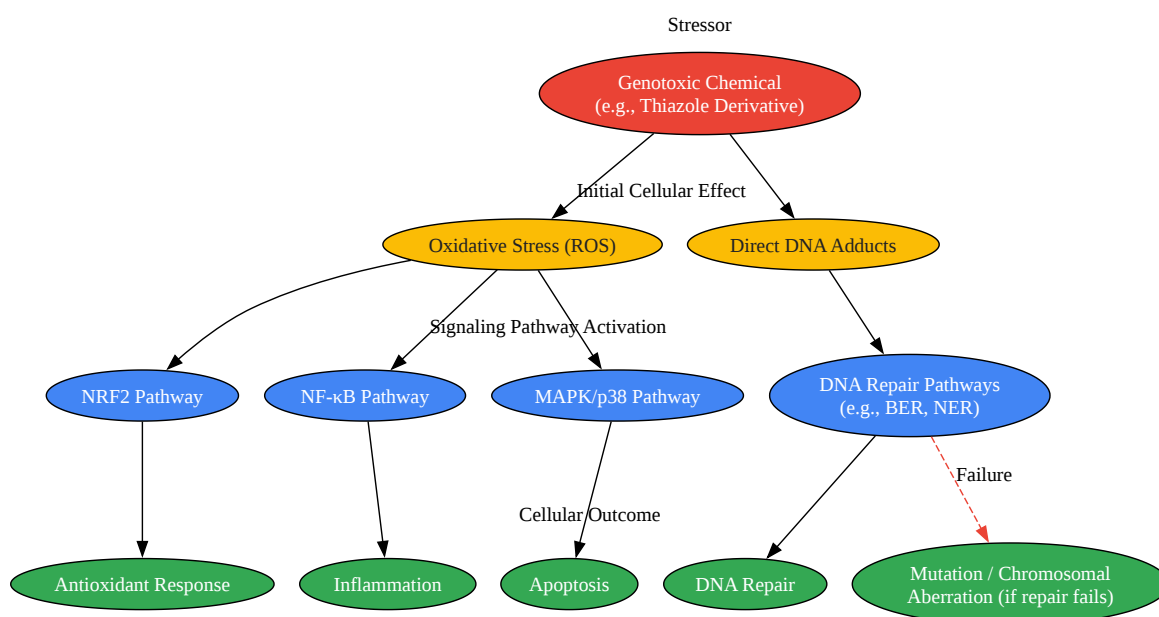 Stressor
Genotoxic Chemical
(e.g., Thiazole Derivative)
Initial Cellular Effect
Oxidative Stress (ROS)
Direct DNA Adducts
Signaling Pathway Activation
NRF2 Pathway
NF-κB Pathway
MAPK/p38 Pathway
DNA Repair Pathways
(e.g., BER, NER)
Failure
Cellular Outcome
Antioxidant Response
Inflammation
Apoptosis
DNA Repair
Mutation / Chromosomal
Aberration (if repair fails)